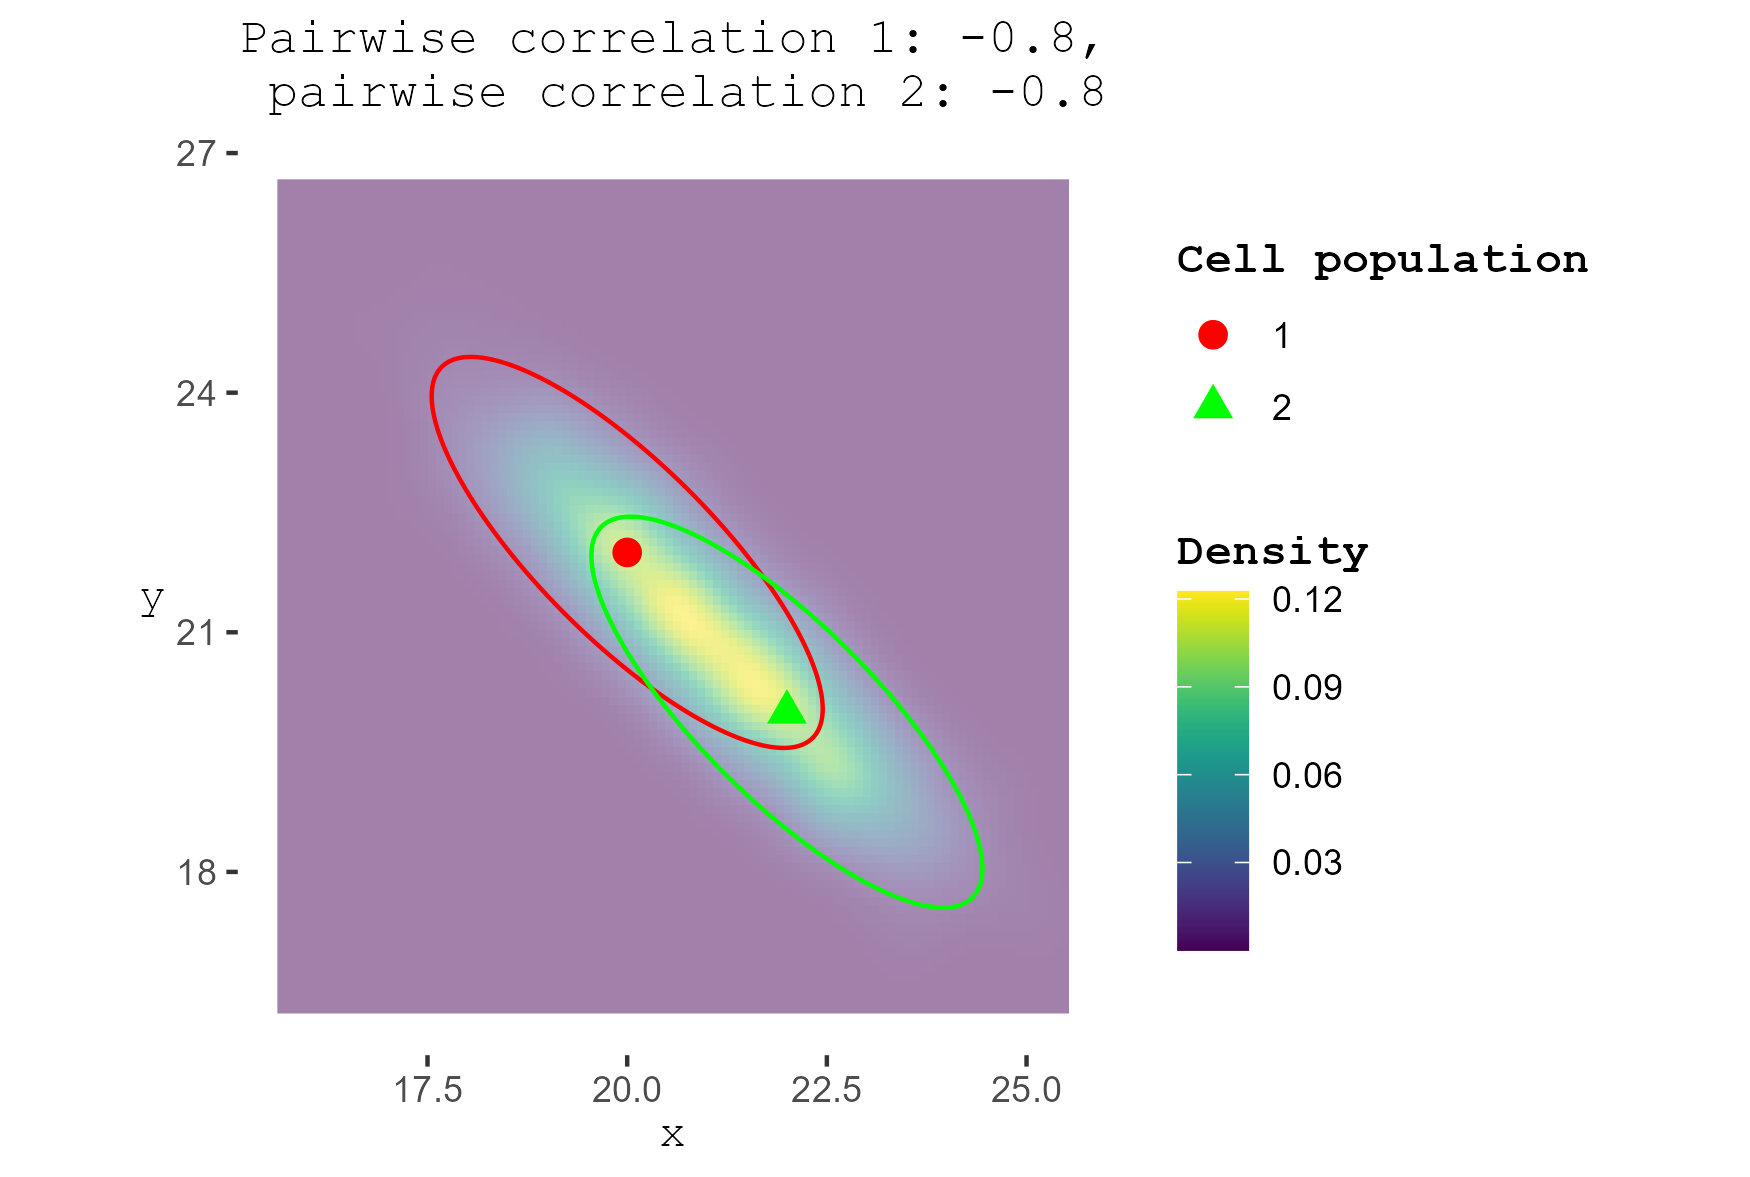 Pairwise correlation 1: -0.8,
pairwise correlation 2: -0.8
27
24
21
18
y
17.5 20.0 22.5 25.0
x
Cell population
1
2
Density
0.12
0.09
0.06
0.03